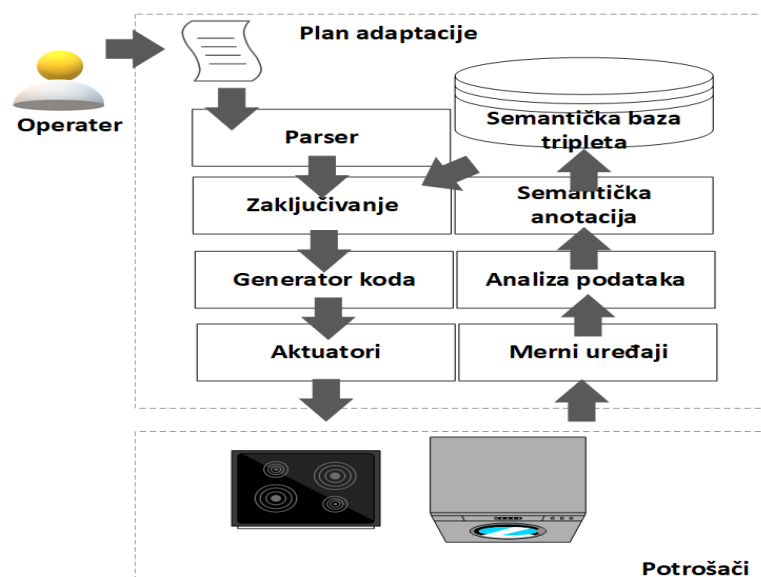 Plan adaptacije
Operater
Semantička baza
tripleta
Parser
Zaključivanje
Semantička
anotacija
Generator koda
Analiza podataka
Aktuatori
Merni uređaji
Potrošači